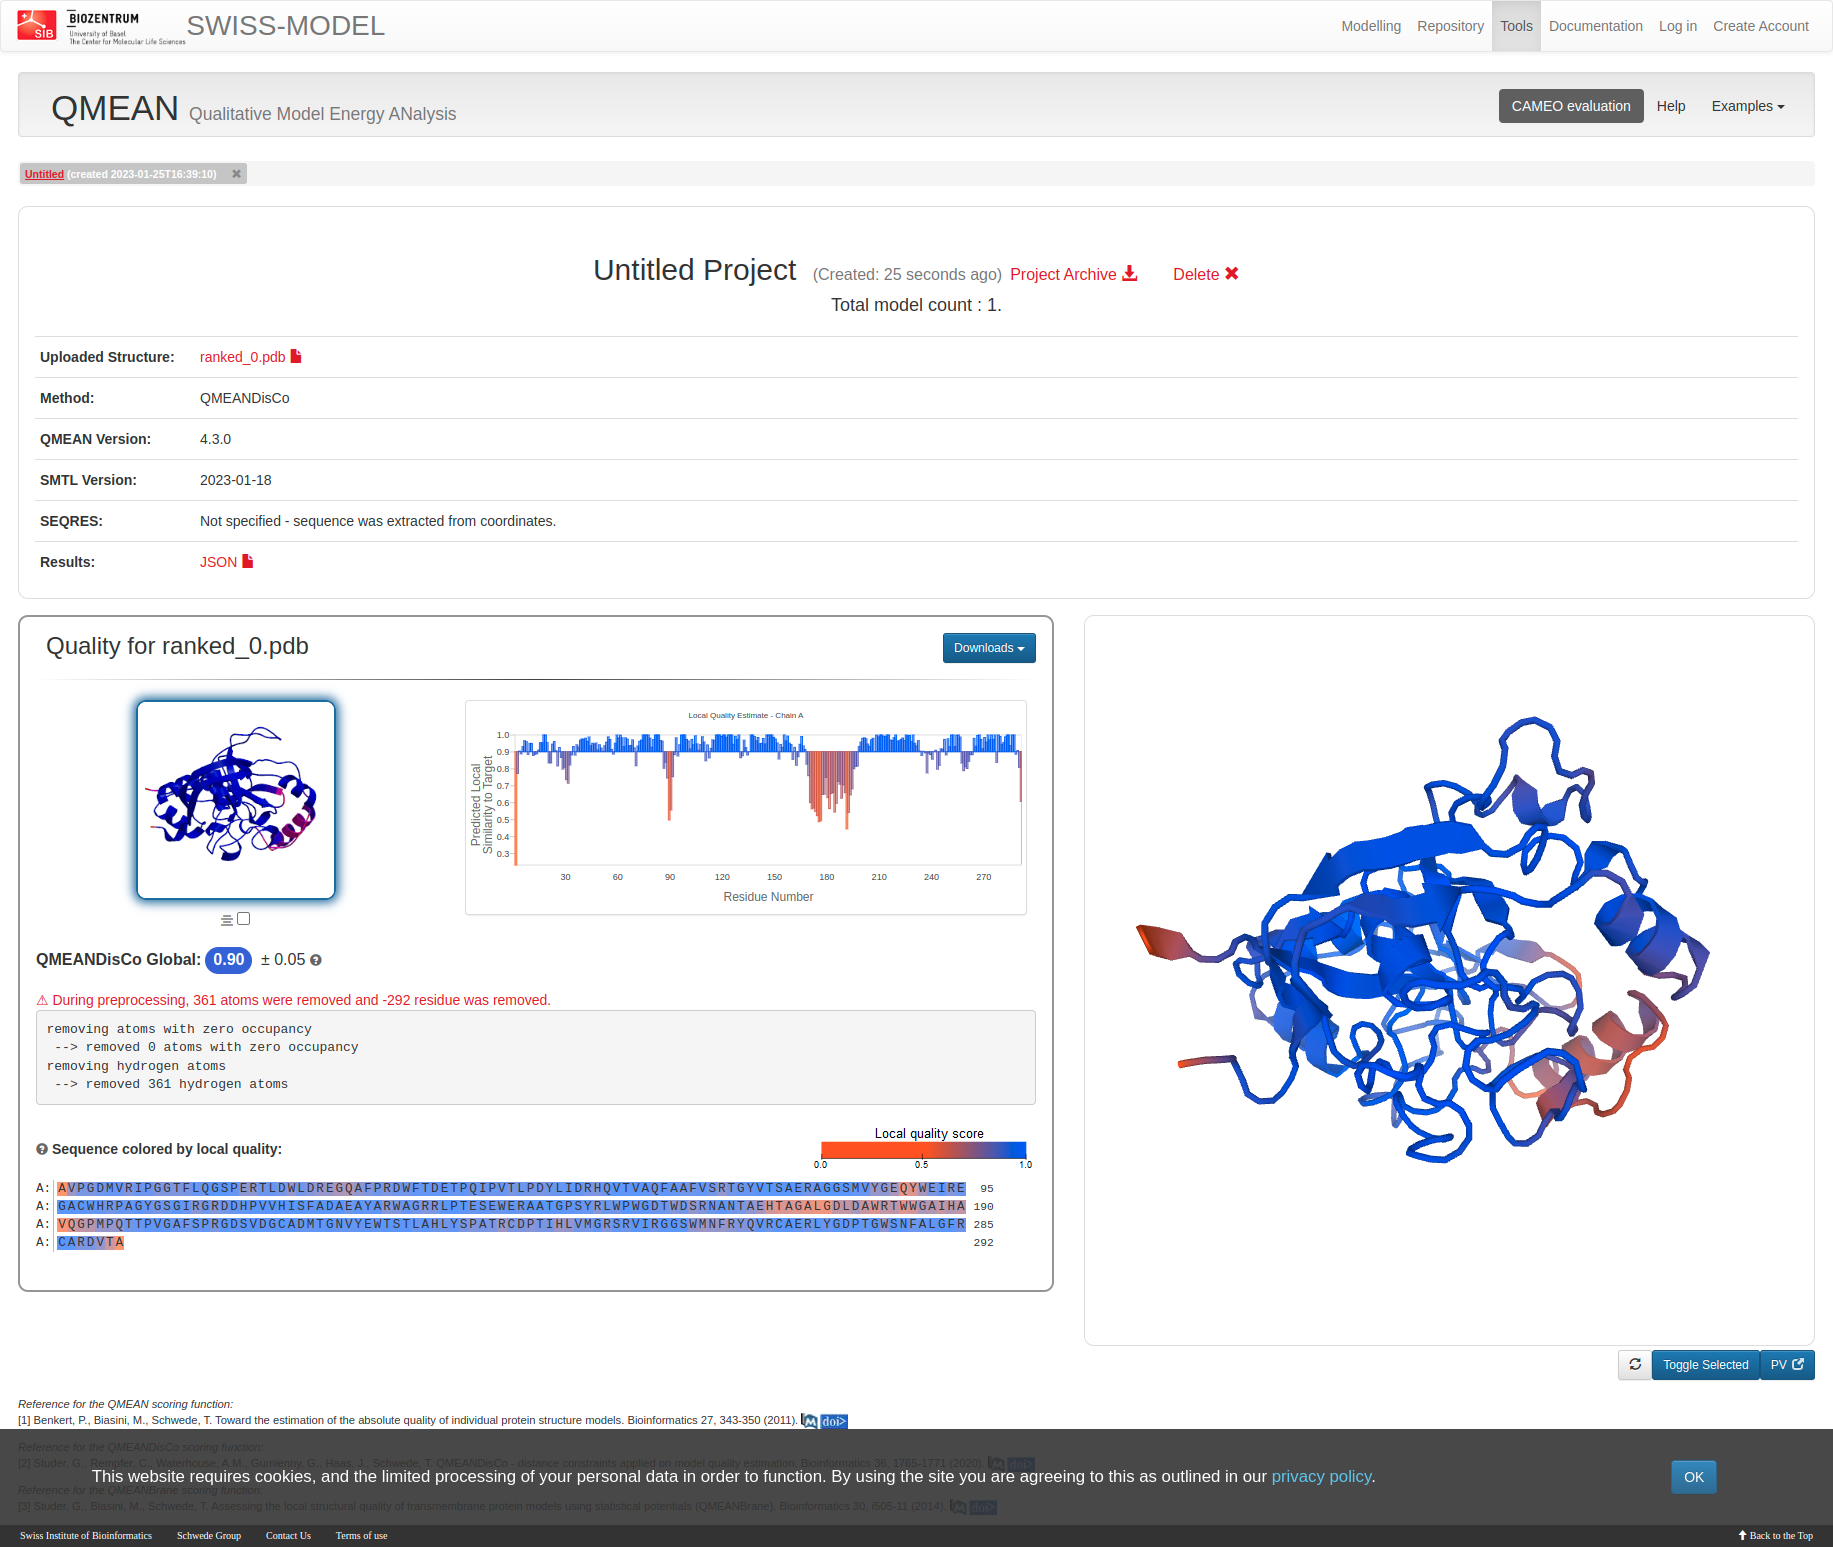 SIB
BIOZENTRUM
University of Basel
The Center for Molecular Life Sciences
SWISS-MODEL
Modelling Repository Tools Documentation Log in Create Account
QMEAN Qualitative Model Energy ANalysis
CAMEO evaluation Help Examples
Untitled (created 2023-01-25T16:39:10)
Untitled Project (Created: 25 seconds ago) Project Archive Delete
Total model count : 1.
Uploaded Structure: ranked_0.pdb
Method: QMEANDisCo
QMEAN Version: 4.3.0
SMTL Version: 2023-01-18
SEQRES: Not specified - sequence was extracted from coordinates.
Results: JSON
Quality for ranked_0.pdb
Downloads
Local Quality Estimate - Chain A
Predicted Local
Similarity to Target
1.0
0.9
0.8
0.7
0.6
0.5
0.4
0.3
30 60 90 120 150 180 210 240 270
Residue Number
QMEANDisCo Global: 0.90 ± 0.05
⚠ During preprocessing, 361 atoms were removed and -292 residue was removed.
removing atoms with zero occupancy
--> removed 0 atoms with zero occupancy
removing hydrogen atoms
--> removed 361 hydrogen atoms
Sequence colored by local quality:
Local quality score
0.0 0.5 1.0
A: AVPGDMVRIPGGTFLQGSPERTLDWLDREGQAFPRDWFTDETPQIPVTLPDYLIDRHQVTVAQFAAFVSRTGYVTSAERAGGSMVYGEQYWEIRE 95
A: GACWHRPAGYGSGIRGRDDHPVVHISFADAEAYARWAGRRLPTESEWERAATGPSYRLWPWGDTWDSRNANTAEHTAGALGDLDAWRTWWGAIHA 190
A: VQGPMPQTTPVGAFSPRGDSVDGCADMTGNVYEWTSTLAHLYSPATRCDPTIHLVMGRSRVIRGGSWMNFRYQVRCAERLYGDPTGWSNFALGFR 285
A: CARDVTA 292
Toggle Selected PV
Reference for the QMEAN scoring function:
[1] Benkert, P., Biasini, M., Schwede, T. Toward the estimation of the absolute quality of individual protein structure models. Bioinformatics 27, 343-350 (2011). M doi>
Reference for the QMEANDisCo scoring function:
[2] Studer, G., Rempfer, C., Waterhouse, A.M., Gumienny, G., Haas, J., Schwede, T. QMEANDisCo - distance constraints applied on model quality estimation. Bioinformatics 36, 1765-1771 (2020). M doi>
This website requires cookies, and the limited processing of your personal data in order to function. By using the site you are agreeing to this as outlined in our privacy policy.
OK
Reference for the QMEANBrane scoring function:
[3] Studer, G., Biasini, M., Schwede, T. Assessing the local structural quality of transmembrane protein models using statistical potentials (QMEANBrane). Bioinformatics 30, i505-11 (2014). M doi>
Swiss Institute of Bioinformatics Schwede Group Contact Us Terms of use
Back to the Top